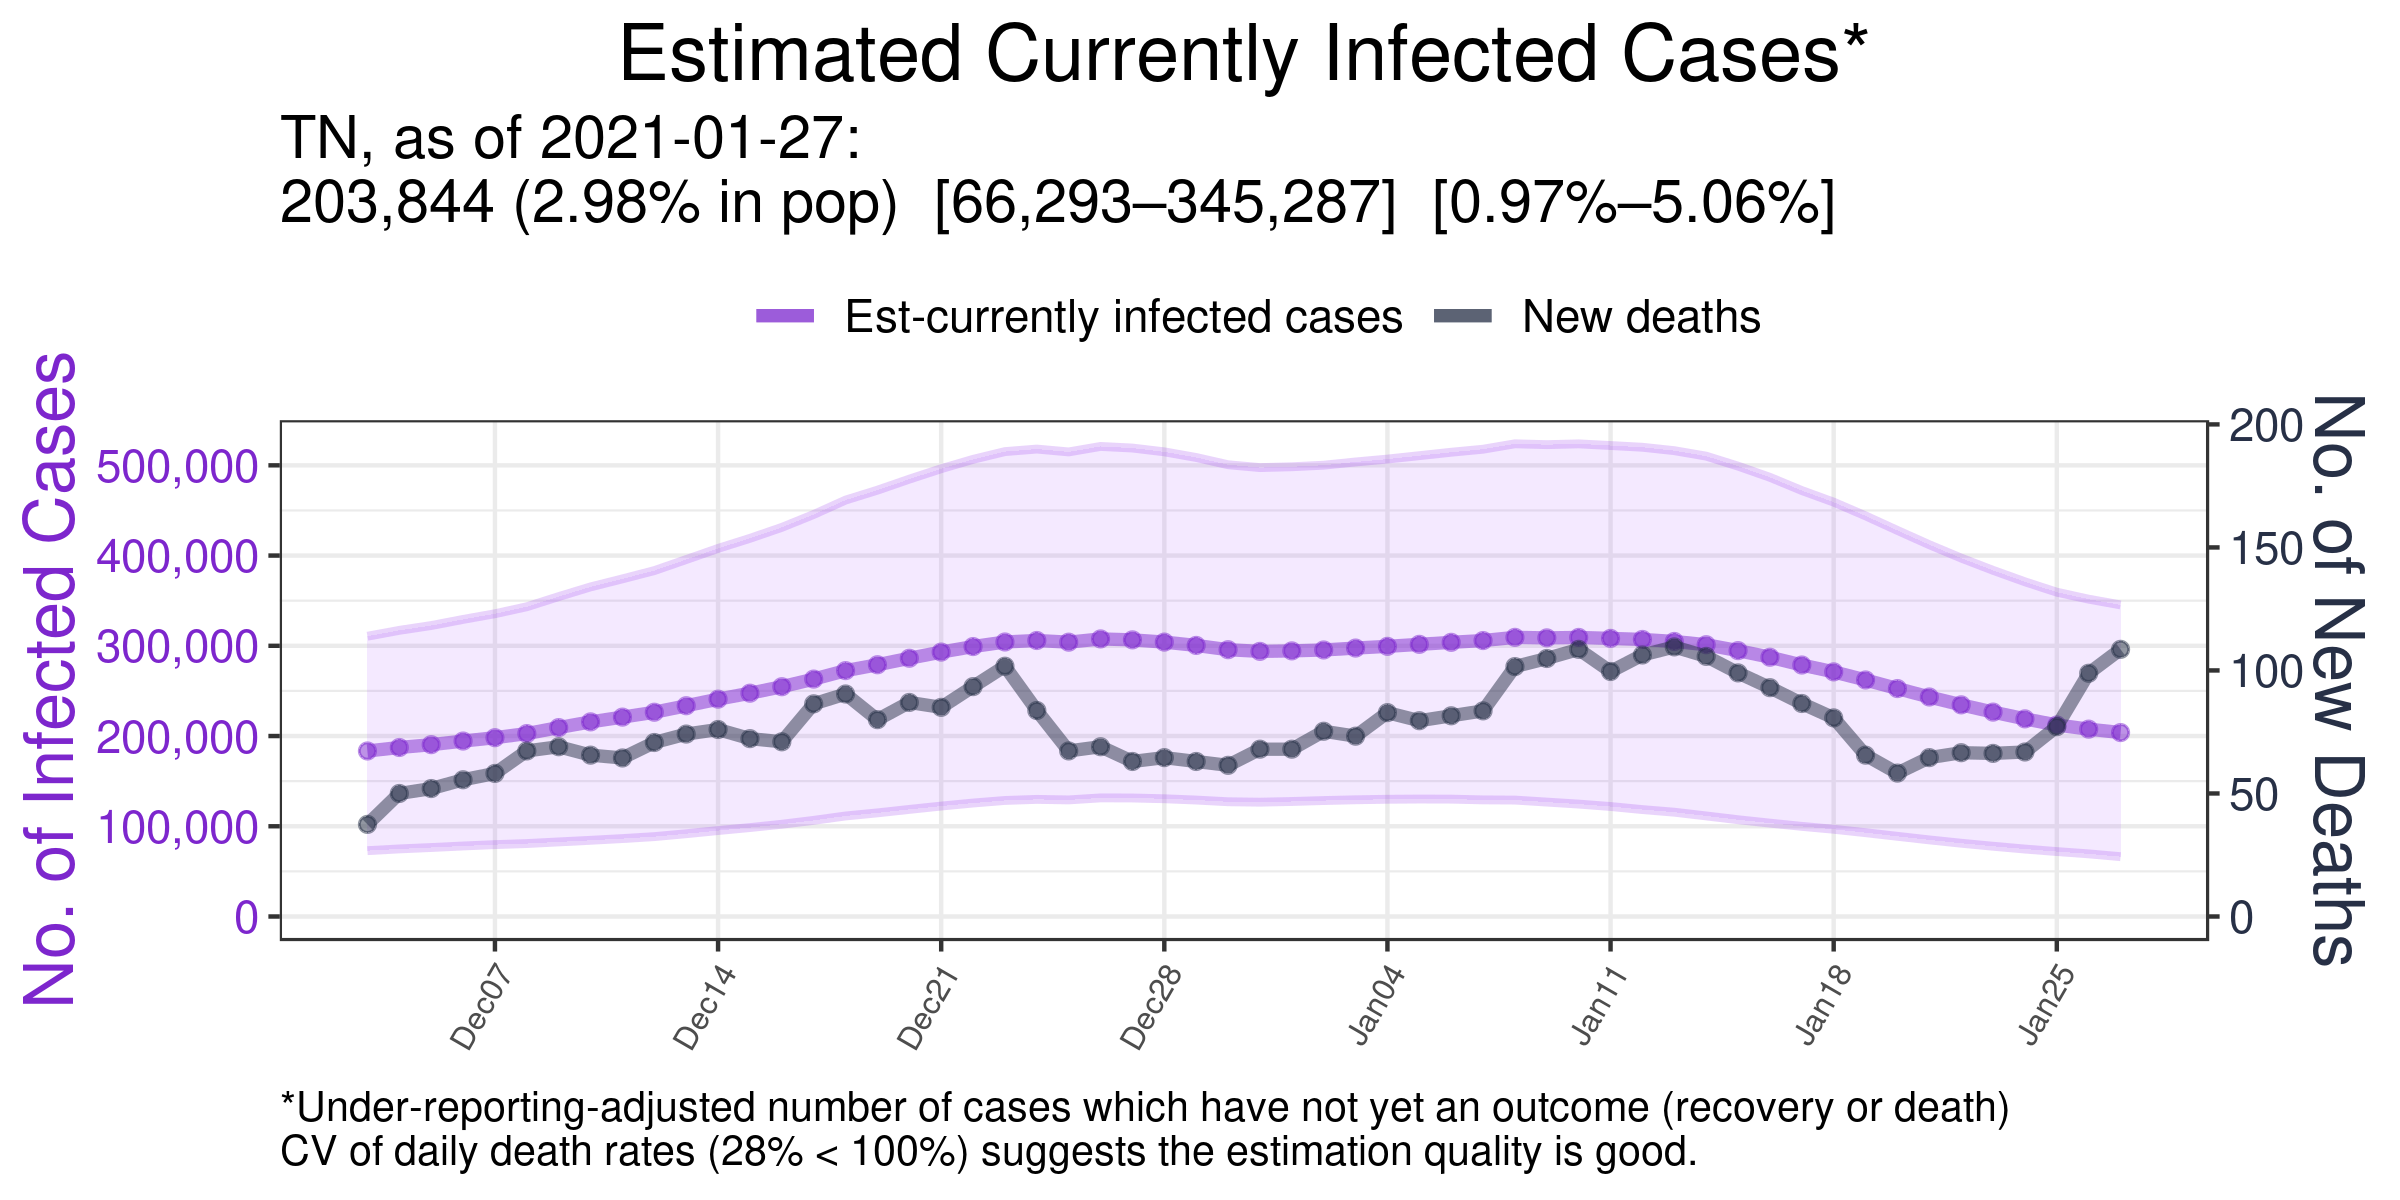 Estimated Currently Infected Cases*
TN, as of 2021-01-27:
203,844 (2.98% in pop)  [66,293–345,287]  [0.97%–5.06%]
Est-currently infected cases
New deaths
No. of Infected Cases
500,000
400,000
300,000
200,000
100,000
0
200
150
100
50
0
No. of New Deaths
Dec07
Dec14
Dec21
Dec28
Jan04
Jan11
Jan18
Jan25
*Under-reporting-adjusted number of cases which have not yet an outcome (recovery or death)
CV of daily death rates (28% < 100%) suggests the estimation quality is good.